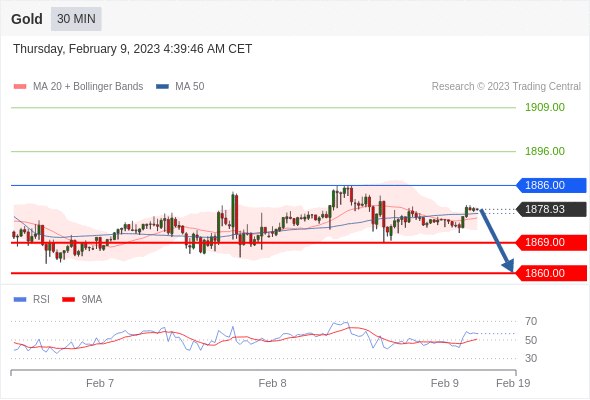 Gold 30 MIN
Thursday, February 9, 2023 4:39:46 AM CET
MA 20 + Bollinger Bands MA 50 Research © 2023 Trading Central
1909.00
1896.00
1886.00
1878.93
1869.00
1860.00
RSI 9MA
70
50
30
Feb 7 Feb 8 Feb 9 Feb 19